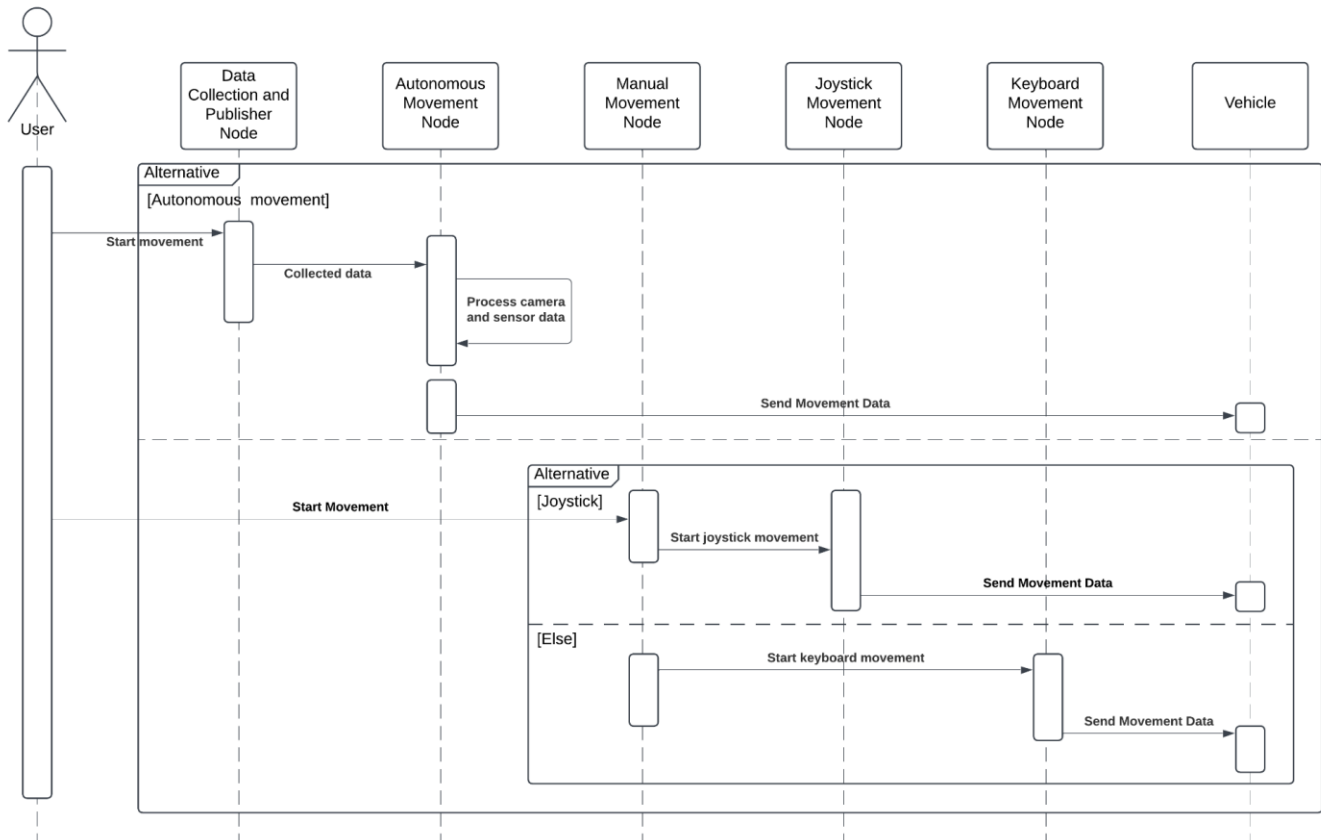 User
Data
Collection and
Publisher
Node
Autonomous
Movement
Node
Manual
Movement
Node
Joystick
Movement
Node
Keyboard
Movement
Node
Vehicle
Alternative
[Autonomous movement]
Start movement
Collected data
Process camera
and sensor data
Send Movement Data
Alternative
[Joystick]
Start Movement
Start joystick movement
Send Movement Data
[Else]
Start keyboard movement
Send Movement Data